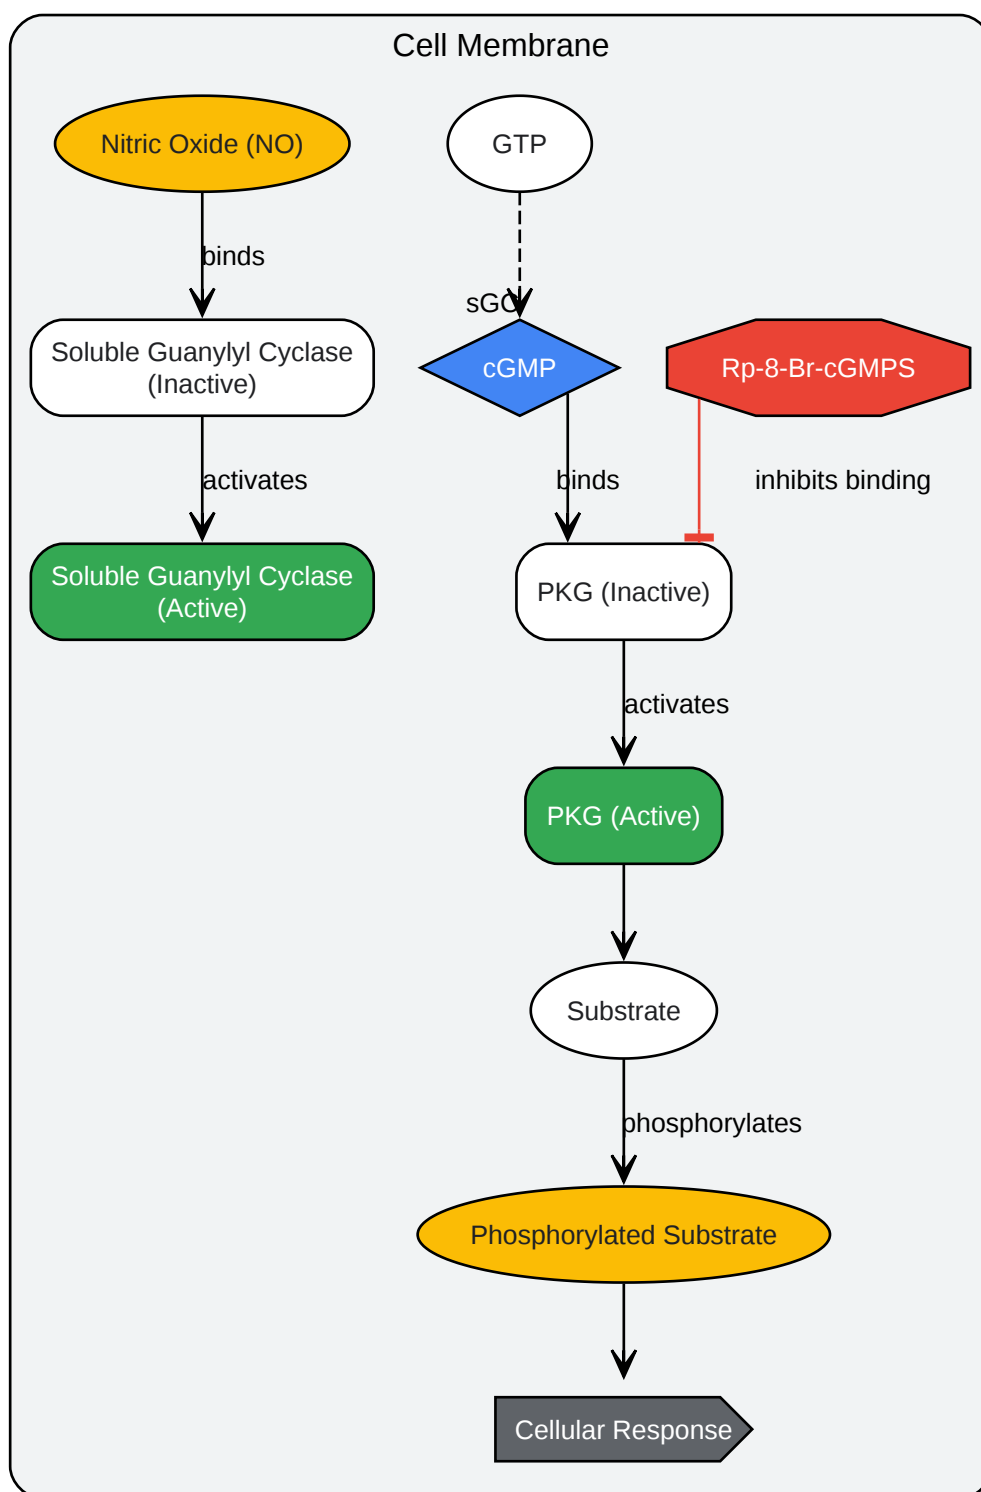 Cell Membrane
Nitric Oxide (NO)
GTP
binds
sGC
Soluble Guanylyl Cyclase
(Inactive)
cGMP
Rp-8-Br-cGMPS
activates
binds
inhibits binding
Soluble Guanylyl Cyclase
(Active)
PKG (Inactive)
activates
PKG (Active)
Substrate
phosphorylates
Phosphorylated Substrate
Cellular Response